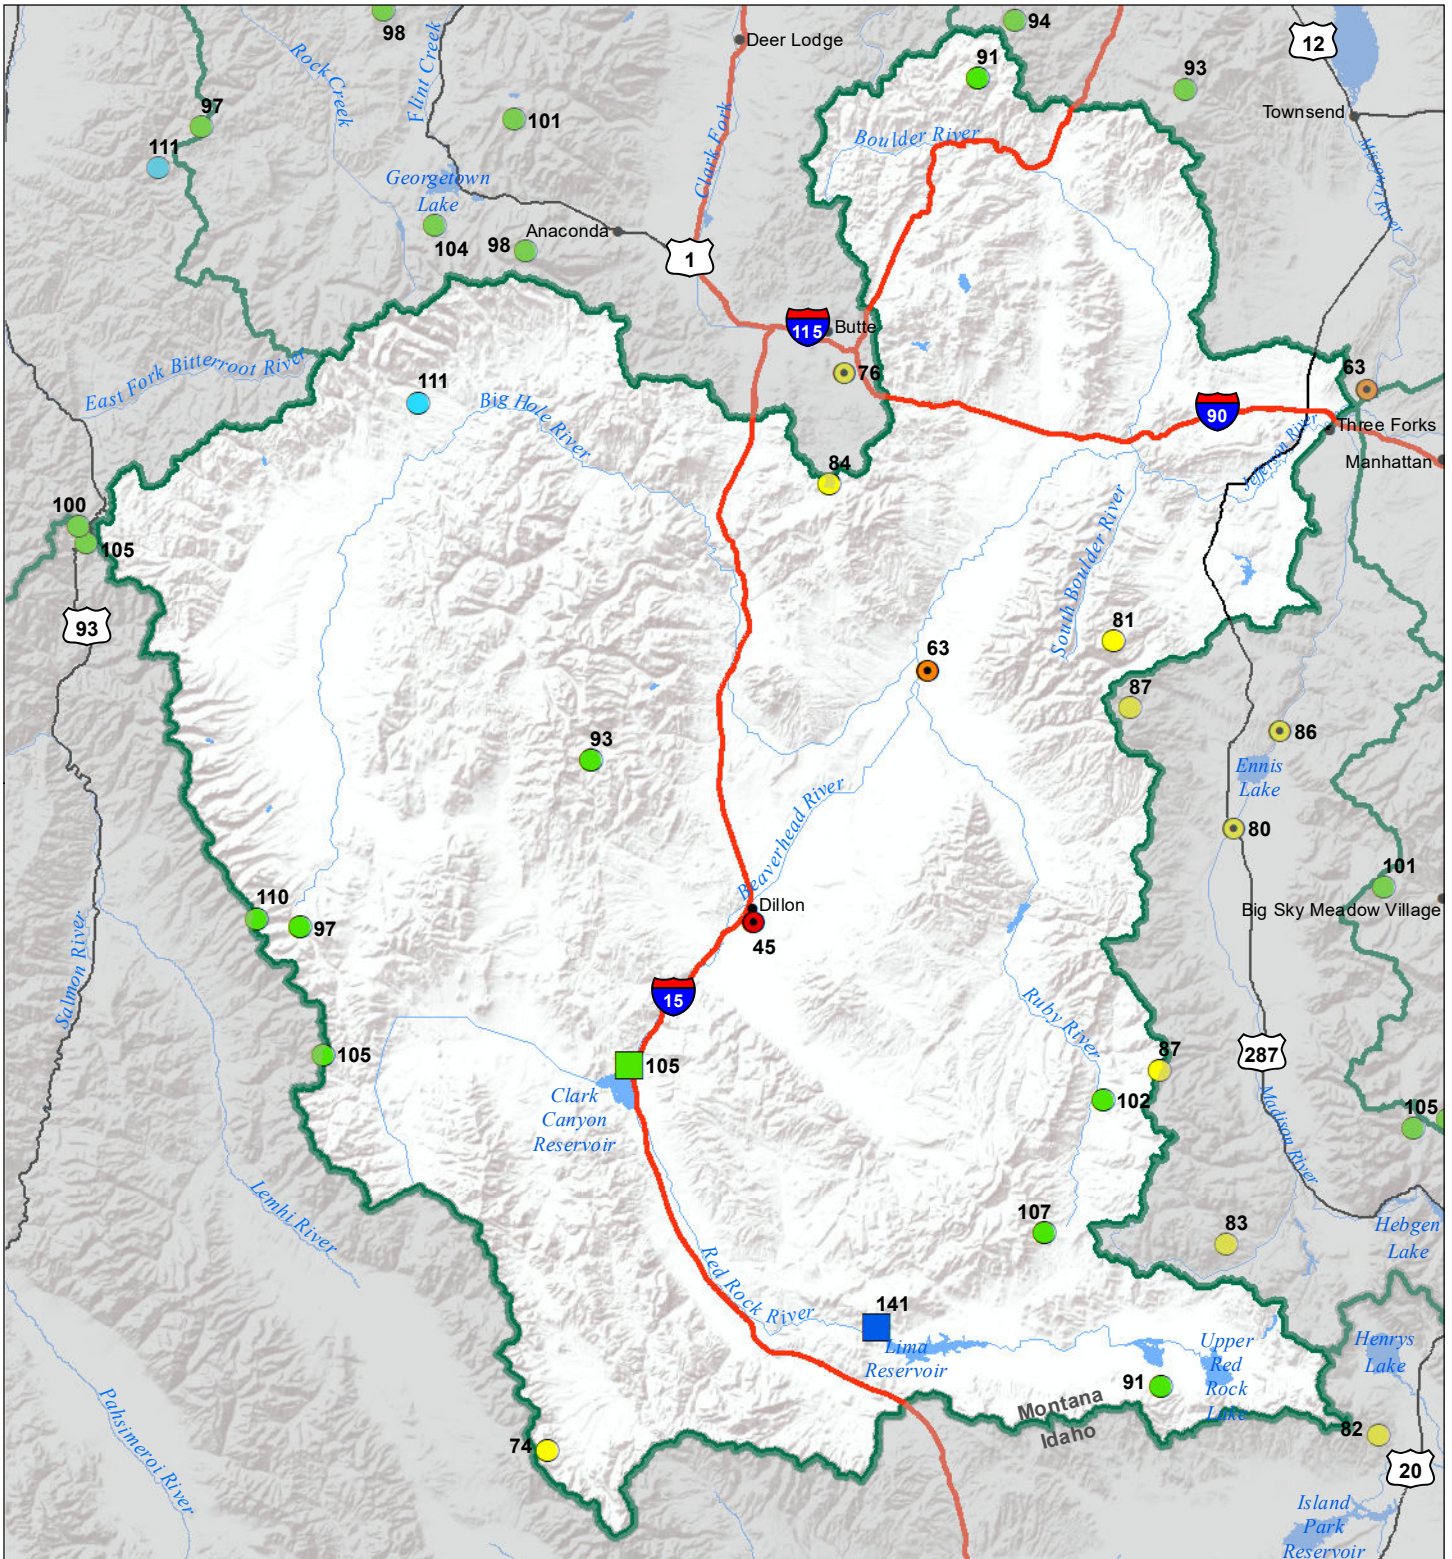 98
94
12
Deer Lodge
91
93
Rock Creek
Flint Creek
97
101
Clark Fork
Townsend
Boulder River
111
Missouri River
Georgetown
Lake
104
98
Anaconda
1
115
Butte
76
63
East Fork Bitterroot River
111
Big Hole River
90
Three Forks
Jefferson River
Manhattan
84
100
105
South Boulder River
93
81
63
87
86
93
Ennis
Lake
Beaverhead River
80
101
Dillon
45
Big Sky Meadow Village
110
97
Salmon River
15
Ruby River
105
105
287
87
Clark
Canyon
Reservoir
102
Madison River
105
Lemhi River
107
83
Hebgen
Lake
Red Rock River
141
Lima
Reservoir
Upper
Red
Rock
Lake
Henrys
Lake
91
Montana
Idaho
Pahsimeroi River
74
82
20
Island
Park
Reservoir